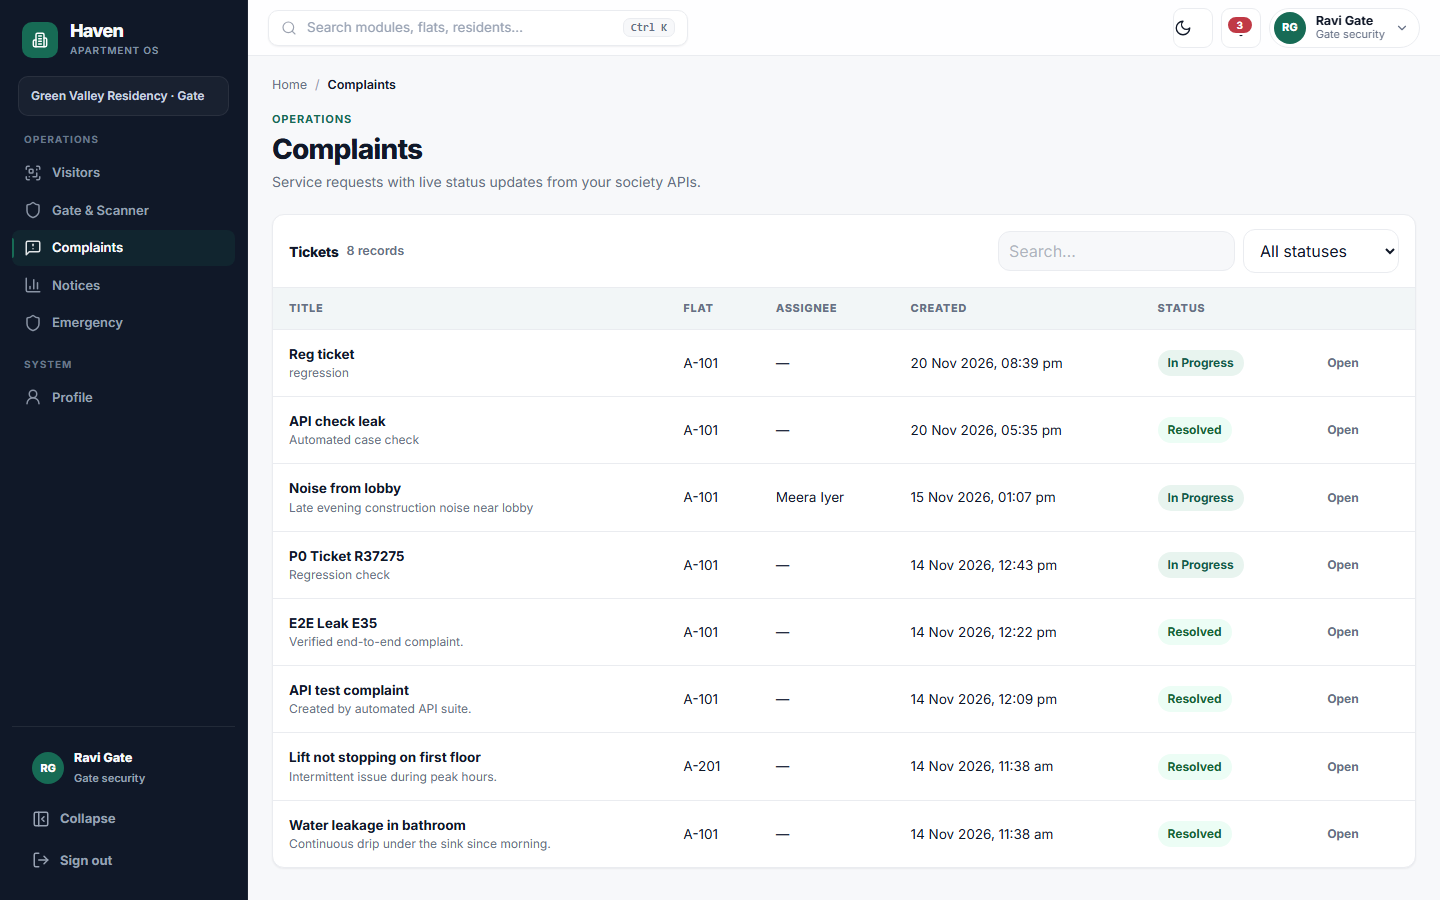 Haven
APARTMENT OS
Green Valley Residency · Gate
OPERATIONS
Visitors
Gate & Scanner
Complaints
Notices
Emergency
SYSTEM
Profile
RG
Ravi Gate
Gate security
Collapse
Sign out
Search modules, flats, residents...
Ctrl K
3
RG
Ravi Gate
Gate security
Home / Complaints
OPERATIONS
Complaints
Service requests with live status updates from your society APIs.
Tickets 8 records
Search...
All statuses
TITLE FLAT ASSIGNEE CREATED STATUS
Reg ticket
regression
A-101 — 20 Nov 2026, 08:39 pm In Progress Open
API check leak
Automated case check
A-101 — 20 Nov 2026, 05:35 pm Resolved Open
Noise from lobby
Late evening construction noise near lobby
A-101 Meera Iyer 15 Nov 2026, 01:07 pm In Progress Open
P0 Ticket R37275
Regression check
A-101 — 14 Nov 2026, 12:43 pm In Progress Open
E2E Leak E35
Verified end-to-end complaint.
A-101 — 14 Nov 2026, 12:22 pm Resolved Open
API test complaint
Created by automated API suite.
A-101 — 14 Nov 2026, 12:09 pm Resolved Open
Lift not stopping on first floor
Intermittent issue during peak hours.
A-201 — 14 Nov 2026, 11:38 am Resolved Open
Water leakage in bathroom
Continuous drip under the sink since morning.
A-101 — 14 Nov 2026, 11:38 am Resolved Open